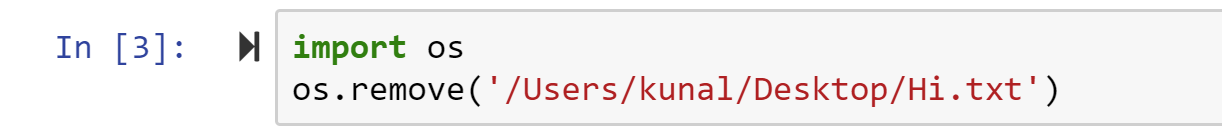 In [3]: import os
os.remove('/Users/kunal/Desktop/Hi.txt')